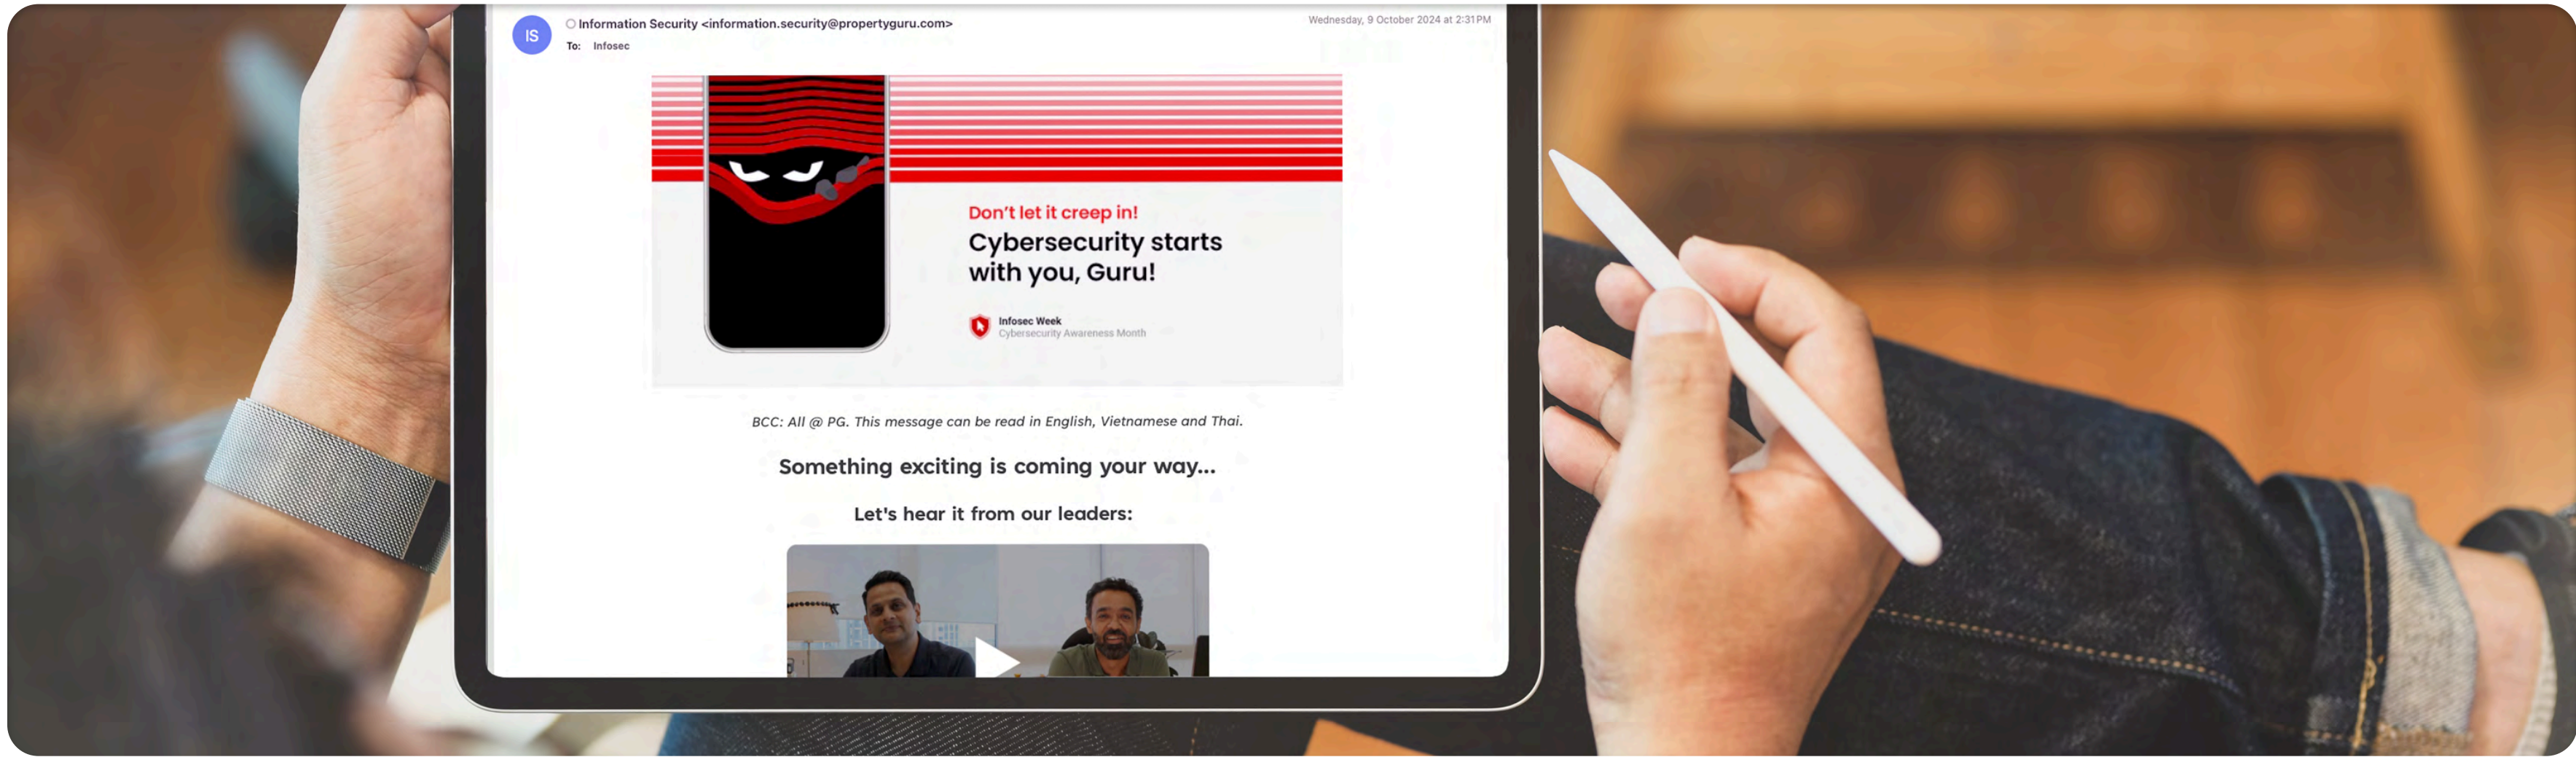 IS
Information Security <information.security@propertyguru.com>
Wednesday, 9 October 2024 at 2:31 PM
To: Infosec
Don't let it creep in!
Cybersecurity starts
with you, Guru!
Infosec Week
Cybersecurity Awareness Month
BCC: All @ PG. This message can be read in English, Vietnamese and Thai.
Something exciting is coming your way...
Let's hear it from our leaders: